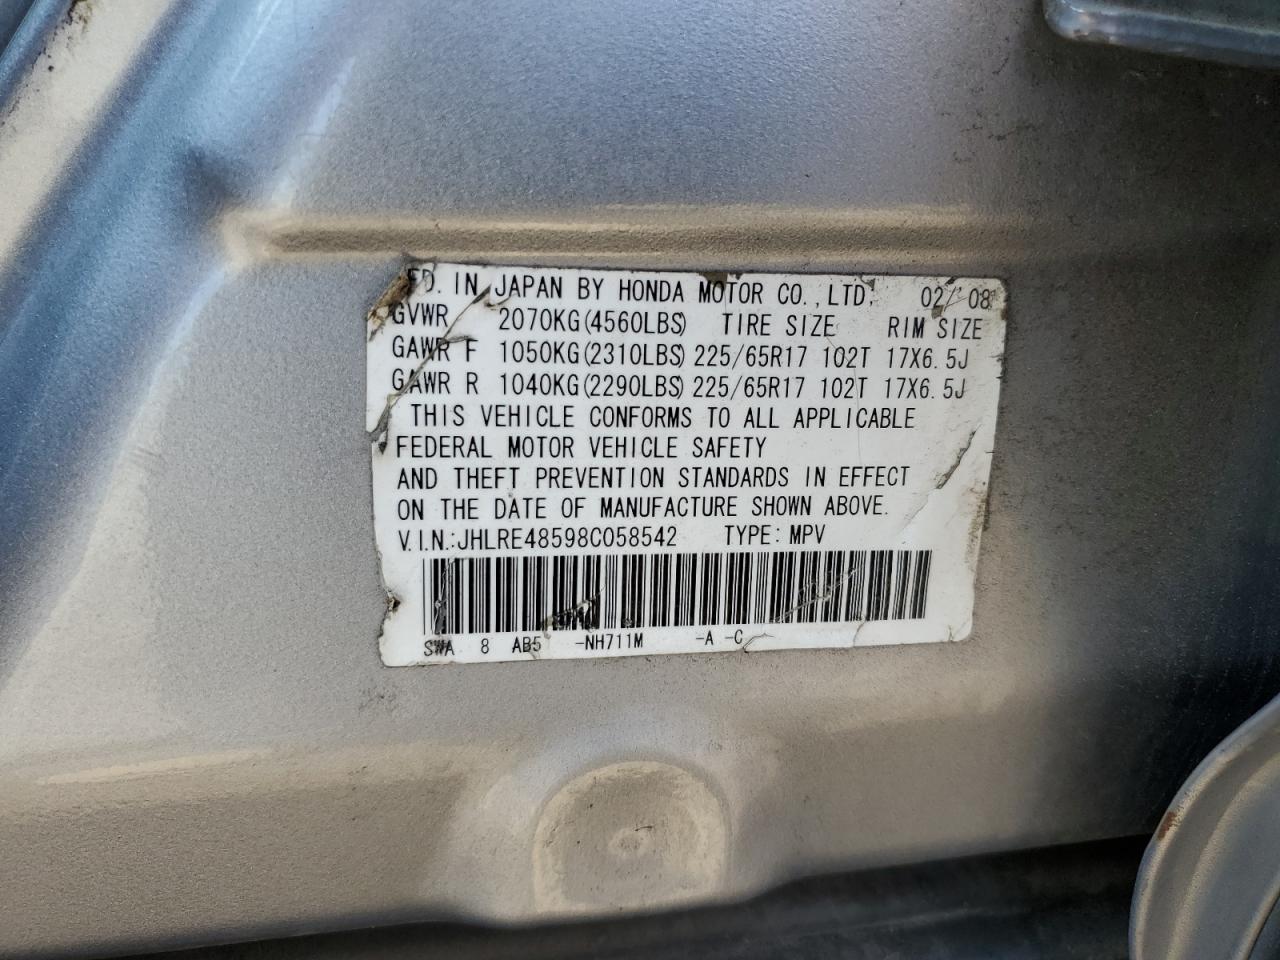 FD. IN JAPAN BY HONDA MOTOR CO.,LTD. 02/08
GVWR 2070KG(4560LBS) TIRE SIZE RIM SIZE
GAWR F 1050KG(2310LBS) 225/65R17 102T 17X6.5J
GAWR R 1040KG(2290LBS) 225/65R17 102T 17X6.5J
THIS VEHICLE CONFORMS TO ALL APPLICABLE
FEDERAL MOTOR VEHICLE SAFETY
AND THEFT PREVENTION STANDARDS IN EFFECT
ON THE DATE OF MANUFACTURE SHOWN ABOVE.
V.I.N.:JHLRE48598C058542 TYPE: MPV
SWA 8 AB5 -NH711M -A -C